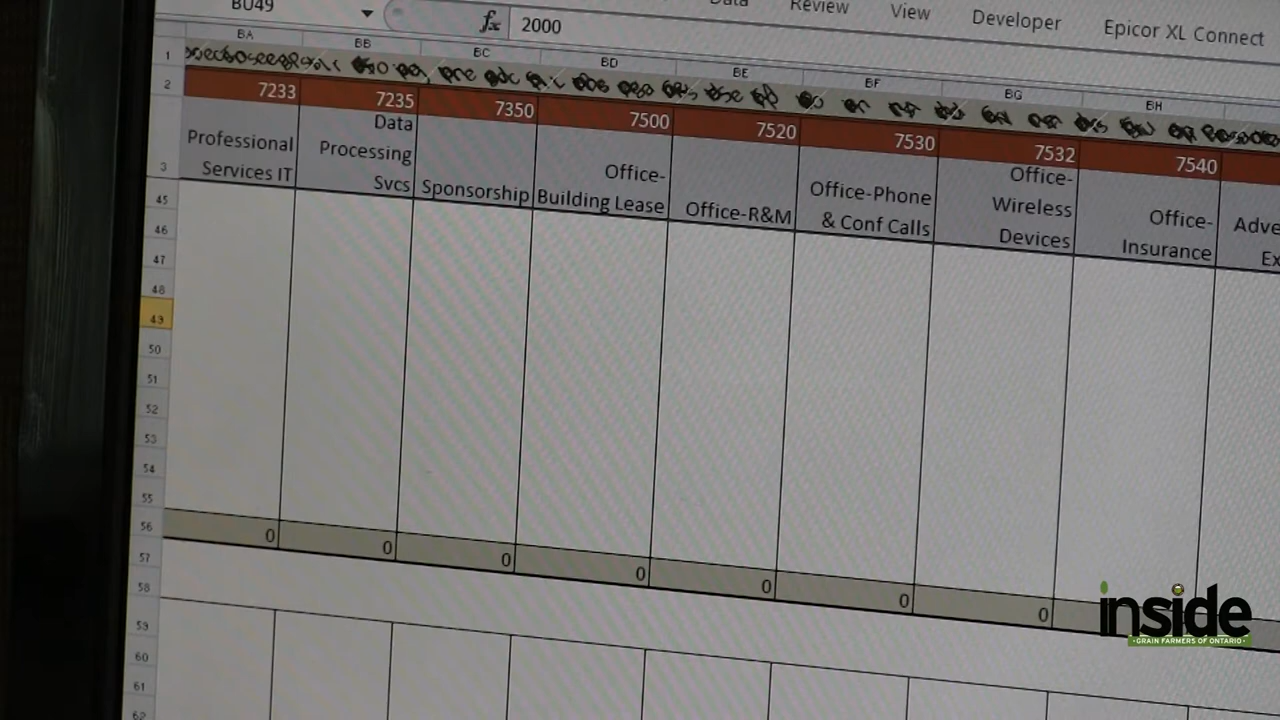 BU49 fx 2000
Review View Developer Epicor XL Connect
BA BB BC BD BE BF BG BH
1
2 7233 7235 7350 7500 7520 7530 7532 7540
3 Professional Services IT
Data Processing Svcs
Sponsorship
Office-Building Lease
Office-R&M
Office-Phone & Conf Calls
Office-Wireless Devices
Office-Insurance
45
46
47
48
49
50
51
52
53
54
55
56 0 0 0 0 0 0 0
57
58
59
60
61
62
inside
GRAIN FARMERS OF ONTARIO